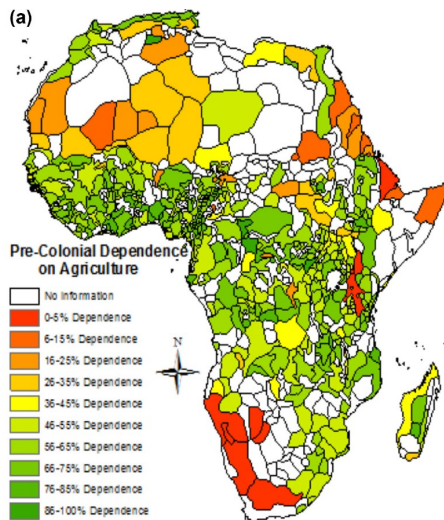 (a)
Pre-Colonial Dependence
on Agriculture
No Information
0-5% Dependence
6-15% Dependence
16-25% Dependence
26-35% Dependence
36-45% Dependence
46-55% Dependence
56-65% Dependence
66-75% Dependence
76-85% Dependence
86-100% Dependence
N